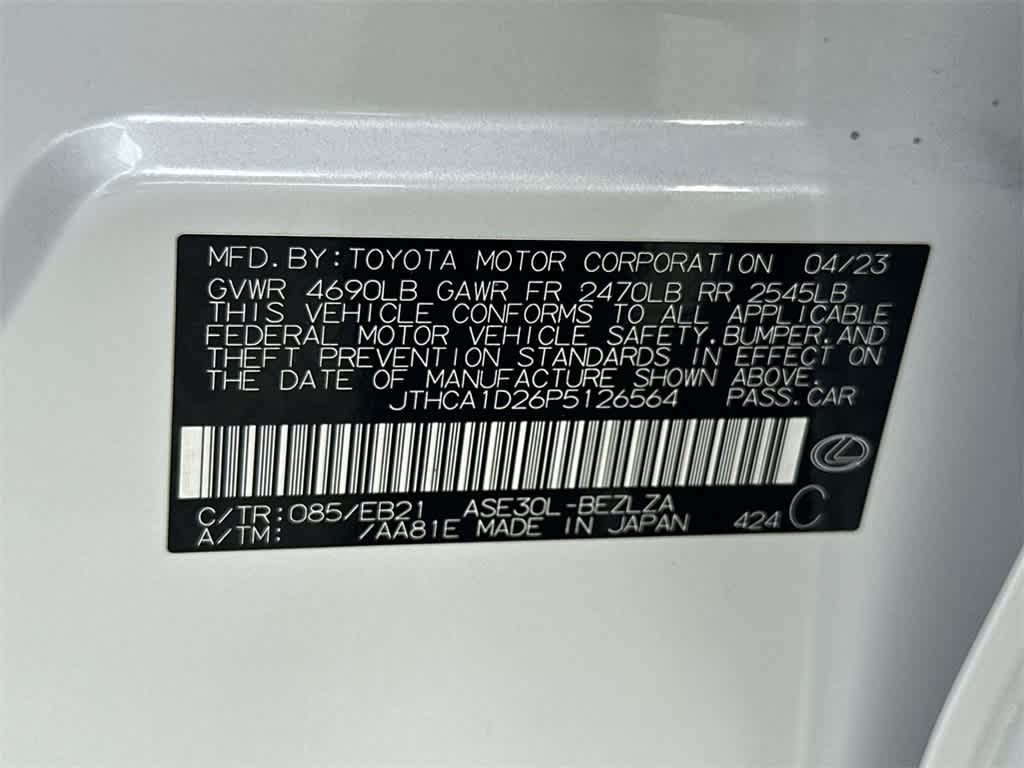 MFD.BY:TOYOTA MOTOR CORPORATION 04/23
GVWR 4690LB GAWR FR 2470LB RR 2545LB
THIS VEHICLE CONFORMS TO ALL APPLICABLE
FEDERAL MOTOR VEHICLE SAFETY.BUMPER.AND
THEFT PREVENTION STANDARDS IN EFFECT ON
THE DATE OF MANUFACTURE SHOWN ABOVE.
JTHCA1D26P5126564 PASS.CAR
C/TR:085/EB21 ASE30L-BEZLZA
A/TM: /AA81E MADE IN JAPAN 424 C